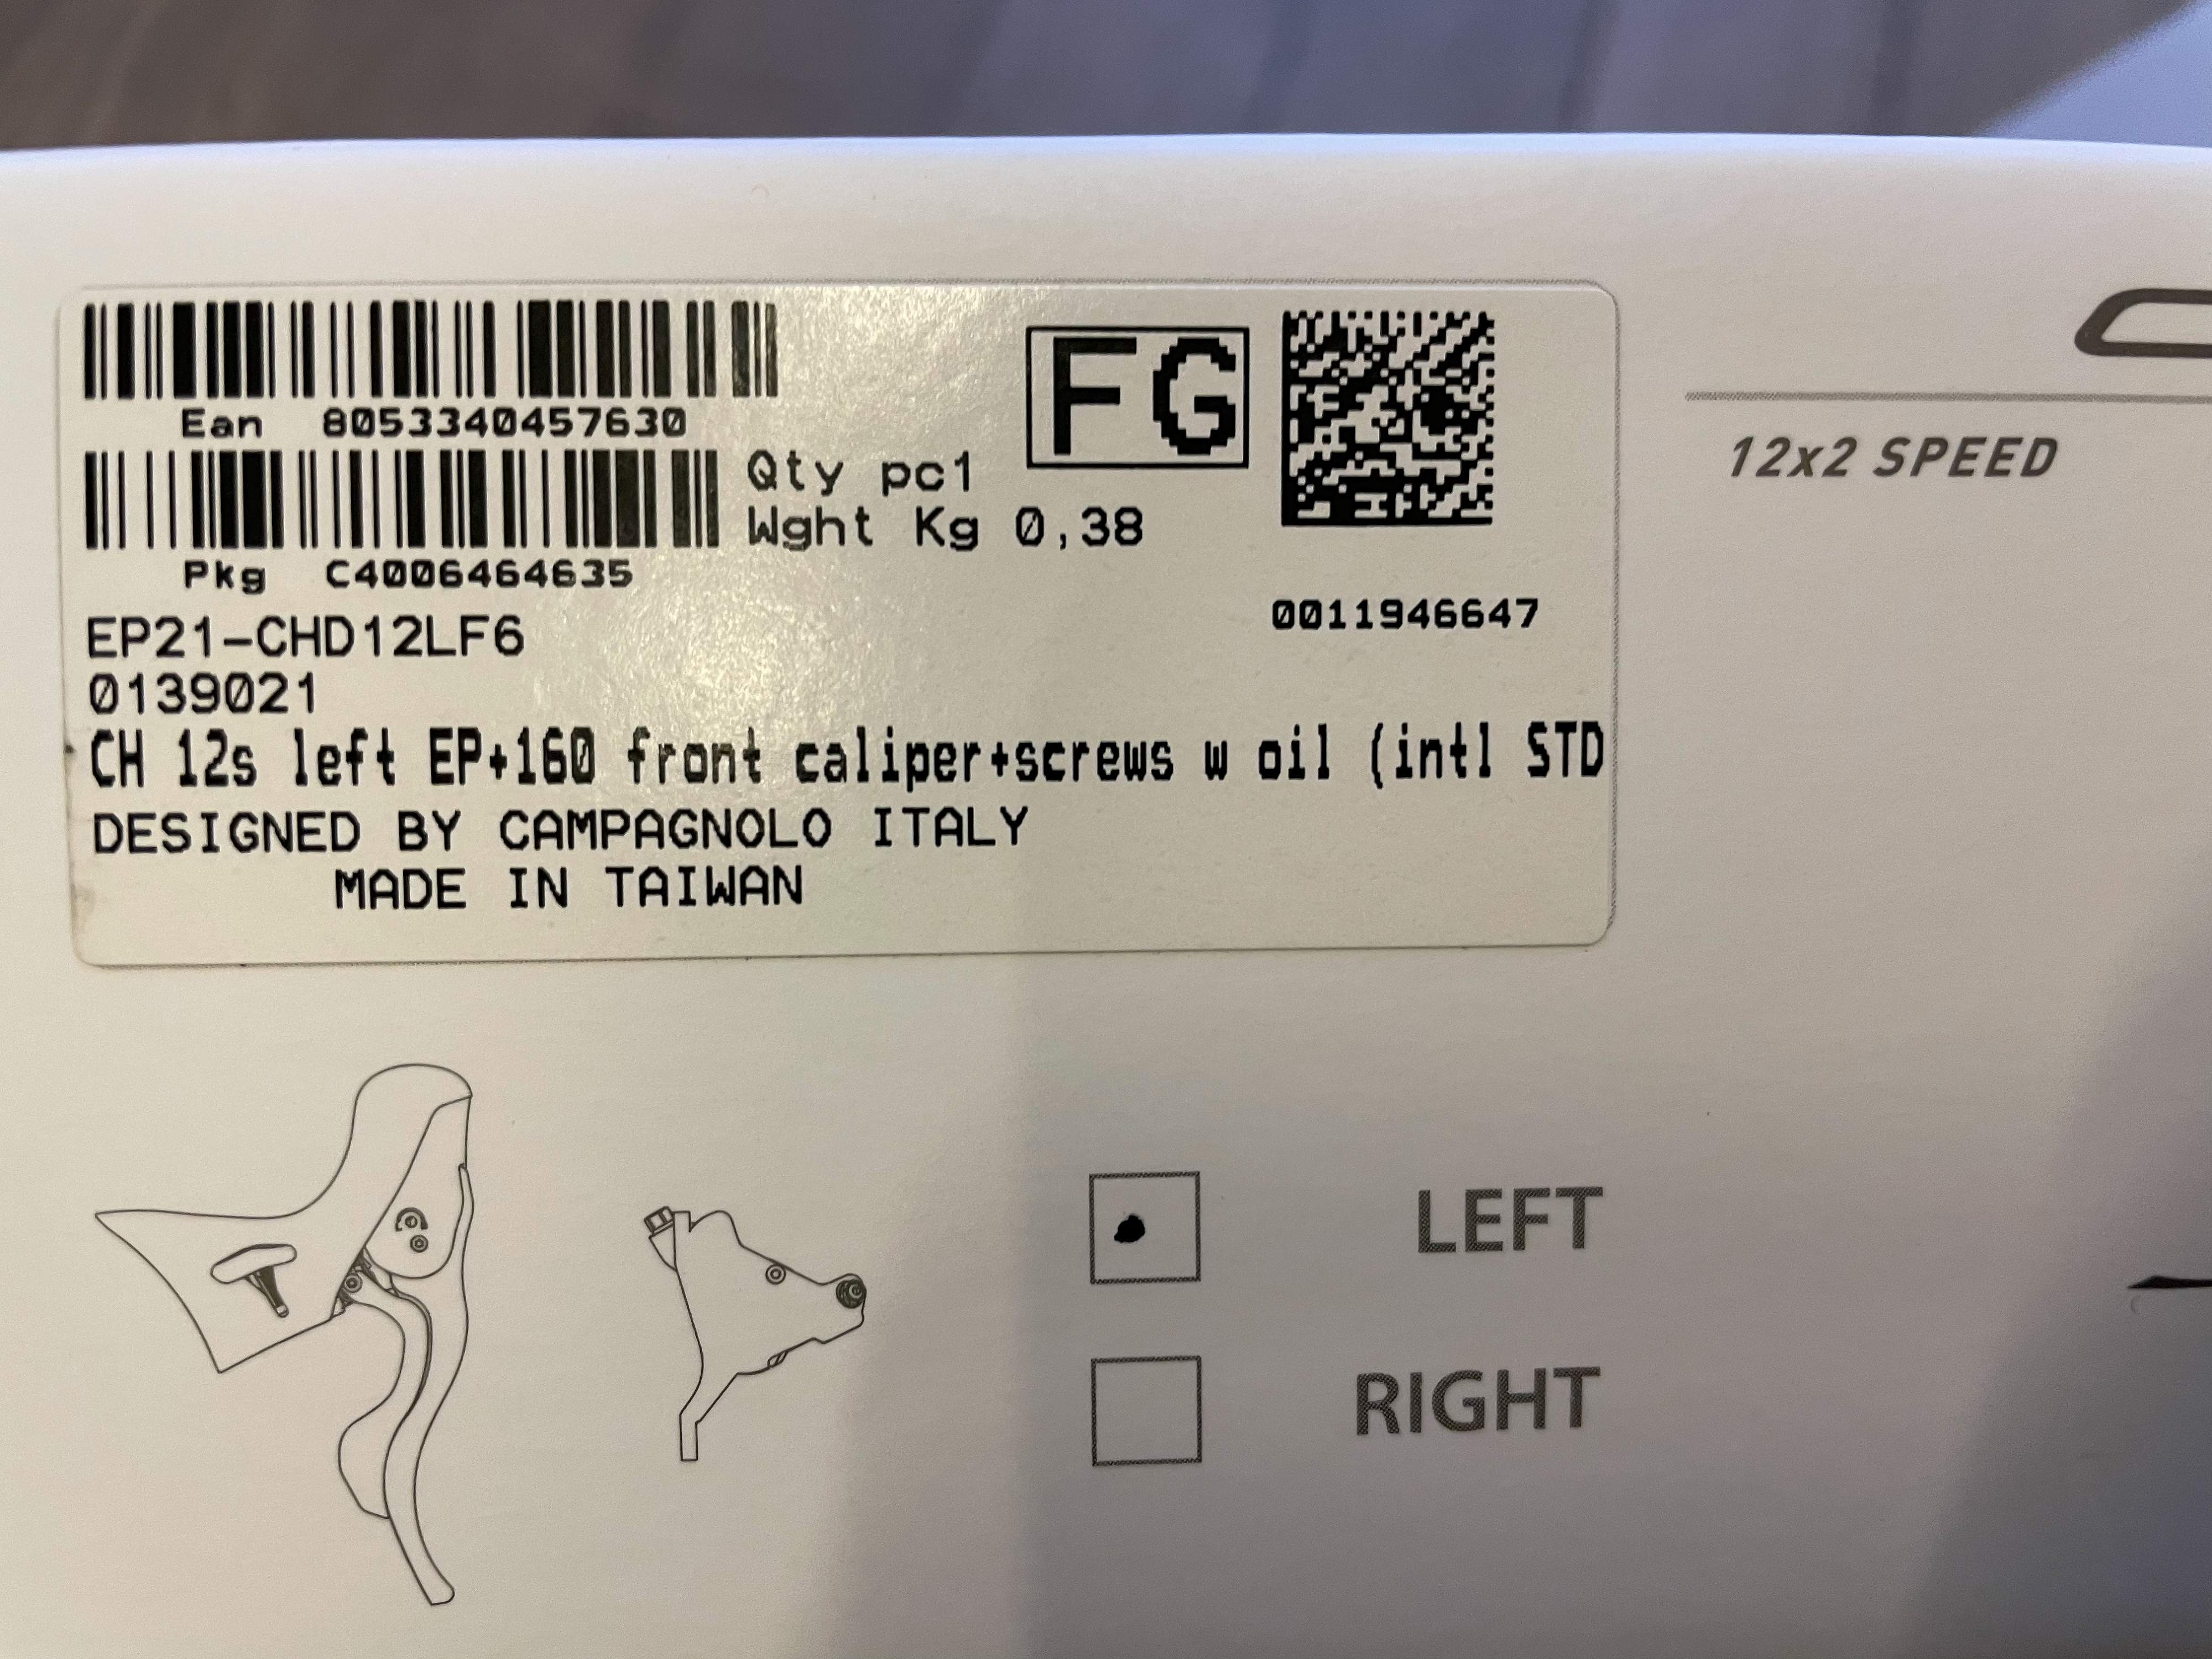 Ean 8053340457630
Qty pc1
FG
Wght Kg 0,38
Pkg C4006464635
0011946647
EP21-CHD12LF6
0139021
CH 12s left EP+160 front caliper+screws w oil (intl STD
DESIGNED BY CAMPAGNOLO ITALY
MADE IN TAIWAN
12x2 SPEED
LEFT
RIGHT